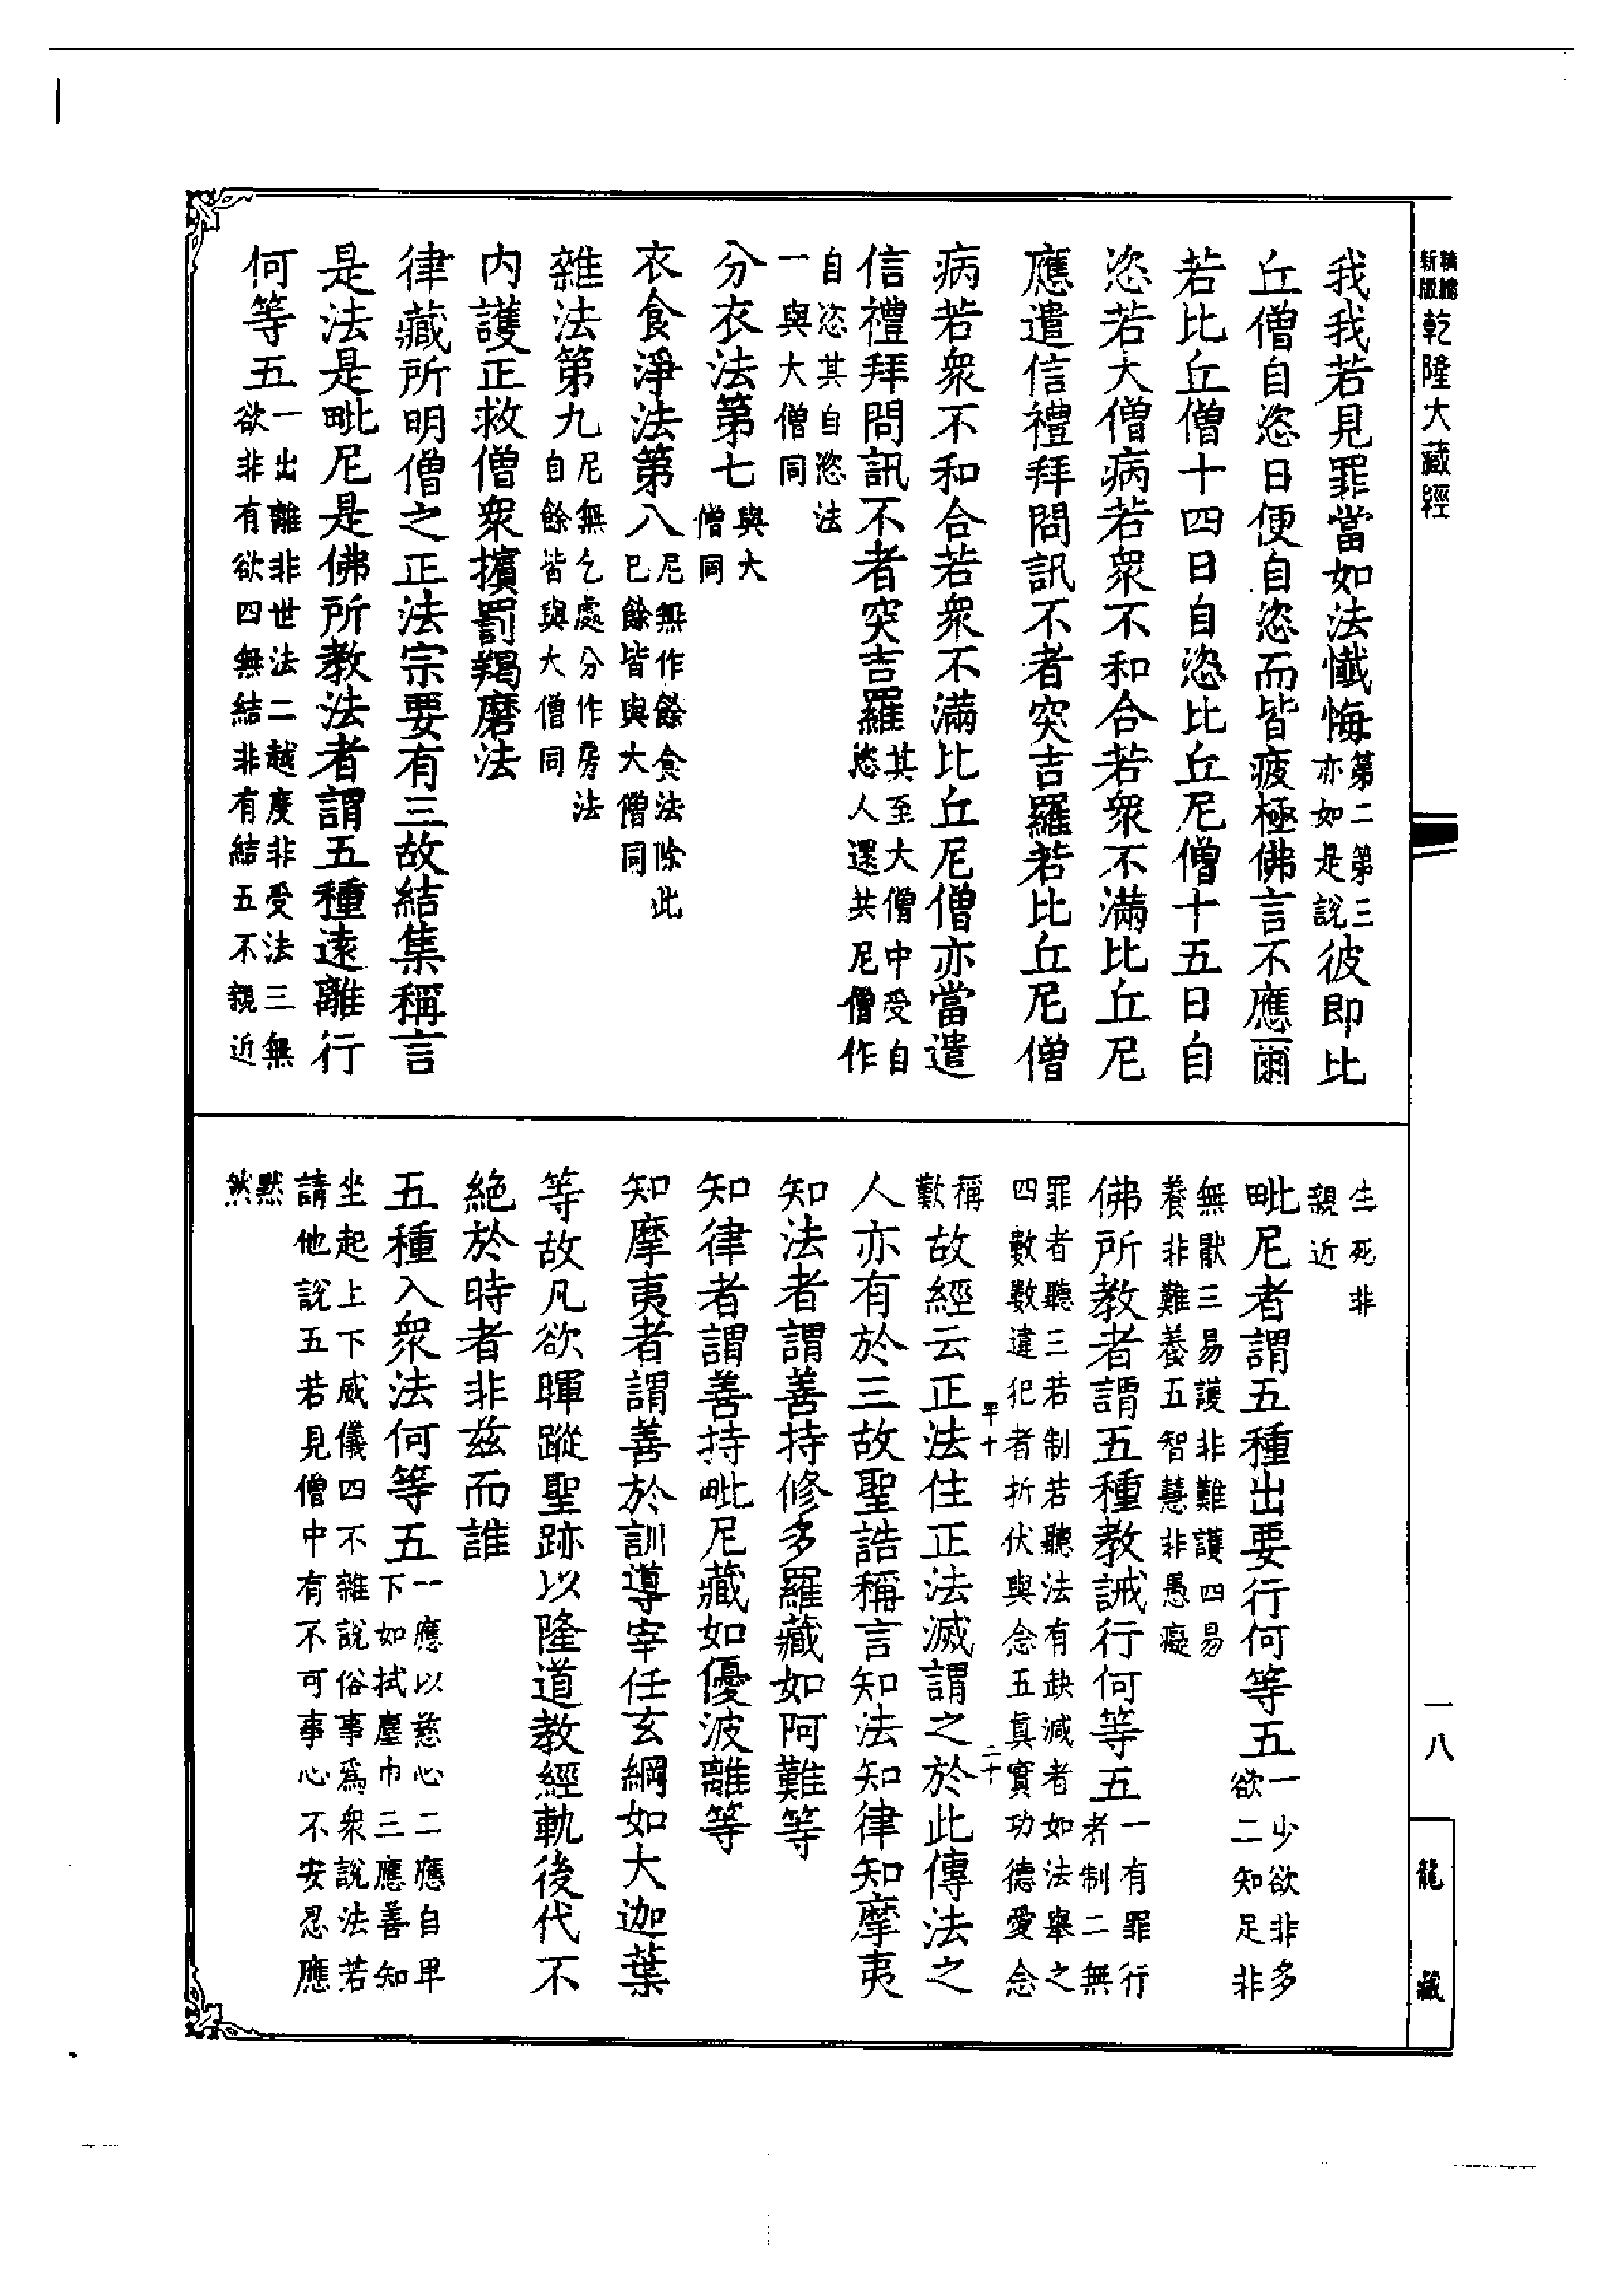 新版
乾隆大藏經
一八
龍藏
我我若見罪當如法懺悔第二第三亦如是說彼即比
丘僧自恣日便自恣而皆疲極佛言不應爾
若比丘僧十四日自恣比丘尼僧十五日自
恣若大僧病若衆不和合若衆不滿比丘尼
應遣信禮拜問訊不者突吉羅若比丘尼僧
病若衆不和合若衆不滿比丘尼僧亦當遣
信禮拜問訊不者突吉羅其至大僧中受自恣人還共尼僧作
自恣其自恣法一與大僧同
分衣法第七與大僧同
衣食淨法第八尼無作餘食法除此已餘皆與大僧同
雜法第九尼無乞處分作房法自餘皆與大僧同
内護正救僧衆擯罰羯磨法
律藏所明僧之正法宗要有三故結集稱言
是法是毗尼是佛所教法者謂五種遠離行
何等五一出離非世法二越度非受法三無欲非有欲四無結非有結五不親近
生死非親近
毗尼者謂五種出要行何等五一少欲非多欲二知足非
無厭三易護非難護四易養非難養五智慧非愚癡
佛所教者謂五種教誡行何等五一有罪行者制二無
罪者聽三若制若聽法有缺減者如法舉之四數數違犯者折伏與念五真實功德愛念
稱歎故經云正法住正法滅謂之於此傳法之
人亦有於三故聖誥稱言知法知律知摩夷
知法者謂善持修多羅藏如阿難等
知律者謂善持毗尼藏如優波離等
知摩夷者謂善於訓導宰任玄綱如大迦葉
等故凡欲暉蹤聖跡以隆道教經軌後代不
絕於時者非兹而誰
五種入衆法何等五一應以慈心二應自卑下如拭塵巾三應善知
坐起上下威儀四不雜說俗事爲衆說法若請他說五若見僧中有不可事心不安忍應
默然